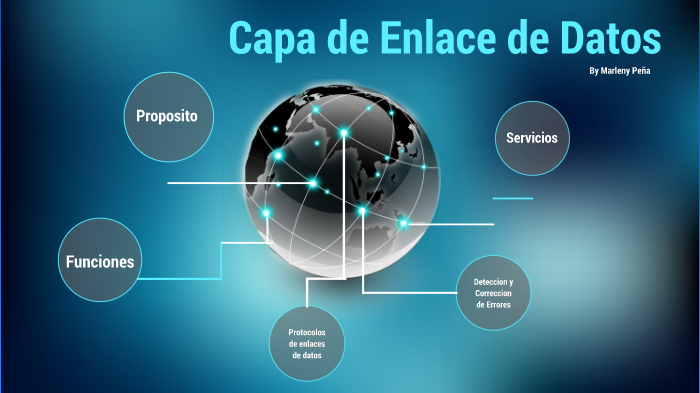 Capa de Enlace de Datos
By Marleny Peña
Proposito
Servicios
Funciones
Deteccion y
Correccion
de Errores
Protocolos
de enlaces
de datos